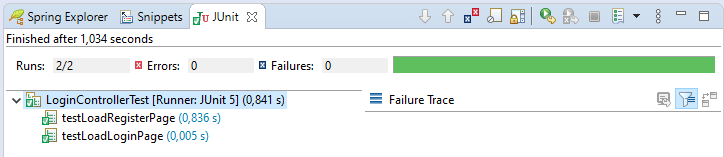 Spring Explorer Snippets JUnit
Finished after 1,034 seconds
Runs: 2/2 Errors: 0 Failures: 0
LoginControllerTest [Runner: JUnit 5] (0,841 s) Failure Trace
testLoadRegisterPage (0,836 s)
testLoadLoginPage (0,005 s)